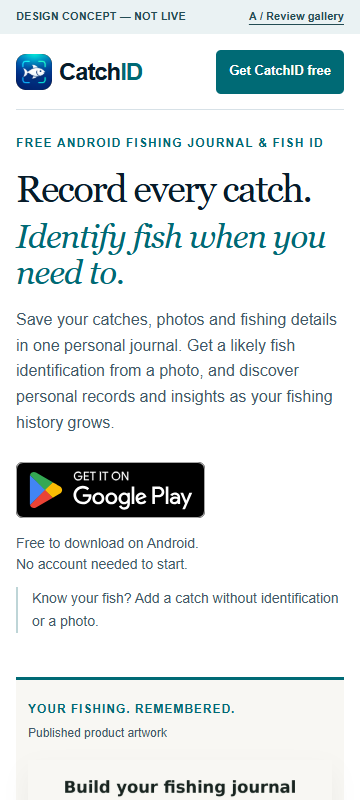 DESIGN CONCEPT — NOT LIVE
A / Review gallery
CatchID
Get CatchID free
FREE ANDROID FISHING JOURNAL & FISH ID
Record every catch.
Identify fish when you
need to.
Save your catches, photos and fishing details
in one personal journal. Get a likely fish
identification from a photo, and discover
personal records and insights as your fishing
history grows.
GET IT ON
Google Play
Free to download on Android.
No account needed to start.
Know your fish? Add a catch without identification
or a photo.
YOUR FISHING. REMEMBERED.
Published product artwork
Build your fishing journal